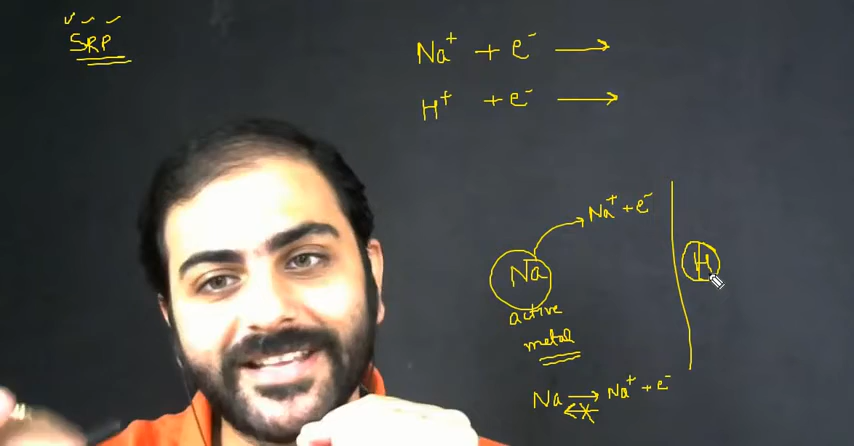 SRP
Na⁺ + e⁻ →
H⁺ + e⁻ →
Na⁺ + e⁻
Na
H
active
metal
Na ⇄ Na⁺ + e⁻